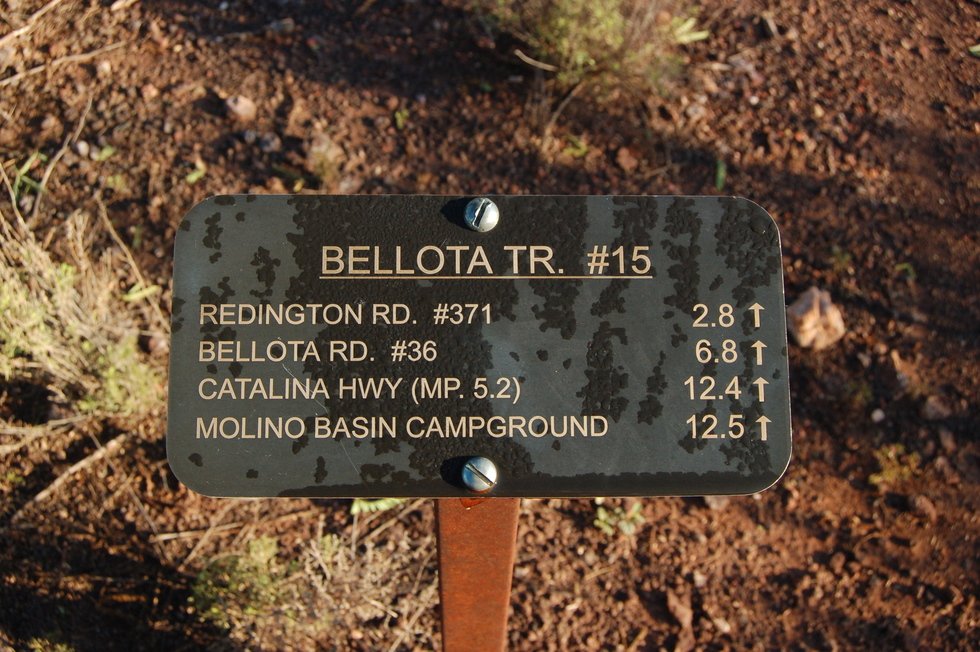 BELLOTA TR. #15
REDINGTON RD. #371 2.8 ↑
BELLOTA RD. #36 6.8 ↑
CATALINA HWY (MP. 5.2) 12.4 ↑
MOLINO BASIN CAMPGROUND 12.5 ↑